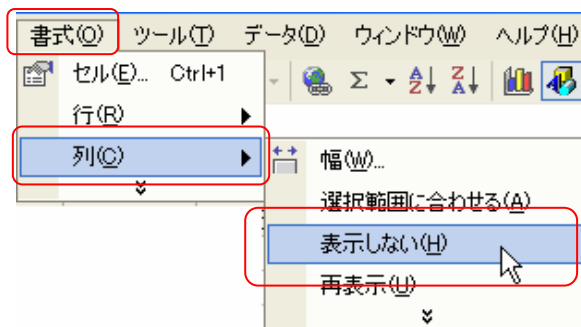 書式(O) ツール(T) データ(D) ウィンドウ(W) ヘルプ(H)
セル(E)... Ctrl+1
行(R)
列(C)
幅(W)...
選択範囲に合わせる(A)
表示しない(H)
再表示(U)